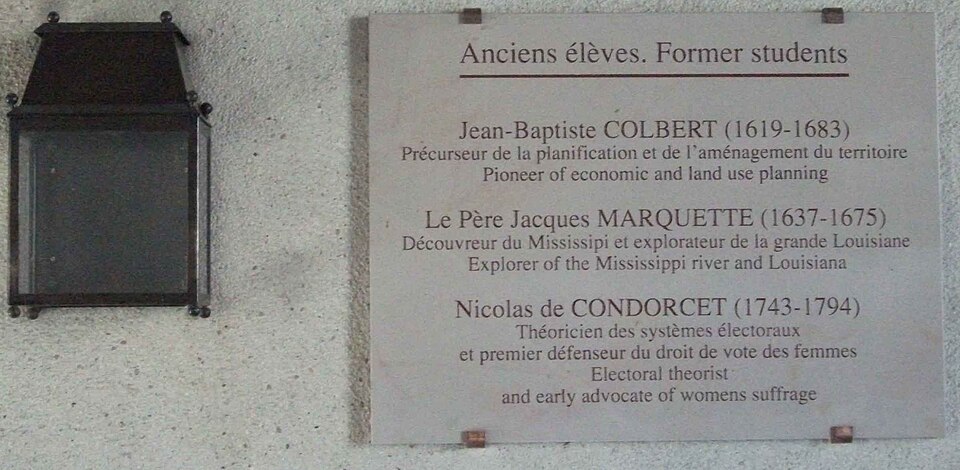 Anciens élèves. Former students
Jean-Baptiste COLBERT (1619-1683)
Précurseur de la planification et de l'aménagement du territoire
Pioneer of economic and land use planning
Le Père Jacques MARQUETTE (1637-1675)
Découvreur du Mississipi et explorateur de la grande Louisiane
Explorer of the Mississippi river and Louisiana
Nicolas de CONDORCET (1743-1794)
Théoricien des systèmes électoraux
et premier défenseur du droit de vote des femmes
Electoral theorist
and early advocate of womens suffrage